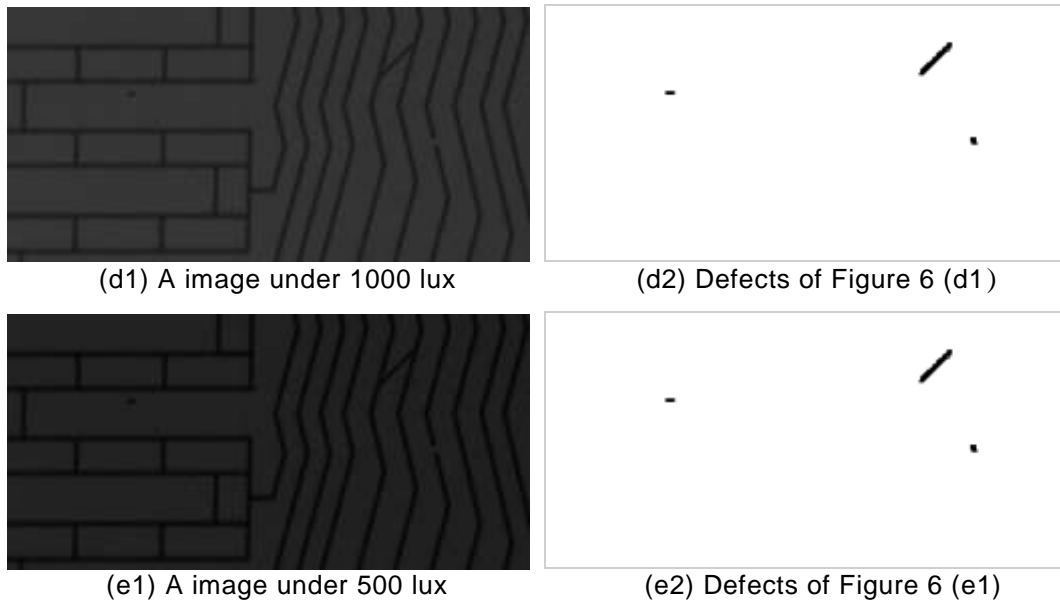 (d1) A image under 1000 lux
(d2) Defects of Figure 6 (d1）
(e1) A image under 500 lux
(e2) Defects of Figure 6 (e1)